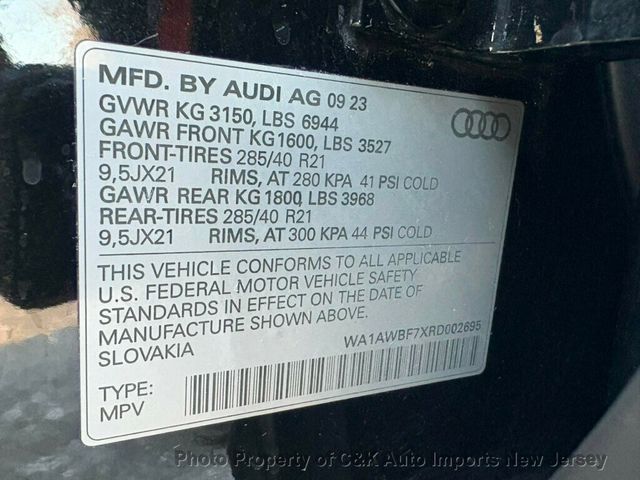 MFD. BY AUDI AG 09 23
GVWR KG 3150, LBS 6944
GAWR FRONT KG 1600, LBS 3527
FRONT-TIRES 285/40 R21
9,5JX21 RIMS, AT 280 KPA 41 PSI COLD
GAWR REAR KG 1800, LBS 3968
REAR-TIRES 285/40 R21
9,5JX21 RIMS, AT 300 KPA 44 PSI COLD
THIS VEHICLE CONFORMS TO ALL APPLICABLE
U.S. FEDERAL MOTOR VEHICLE SAFETY
STANDARDS IN EFFECT ON THE DATE OF
MANUFACTURE SHOWN ABOVE.
SLOVAKIA WA1AWBF7XRD002695
TYPE:
MPV
Photo Property of C&K Auto Imports New Jersey